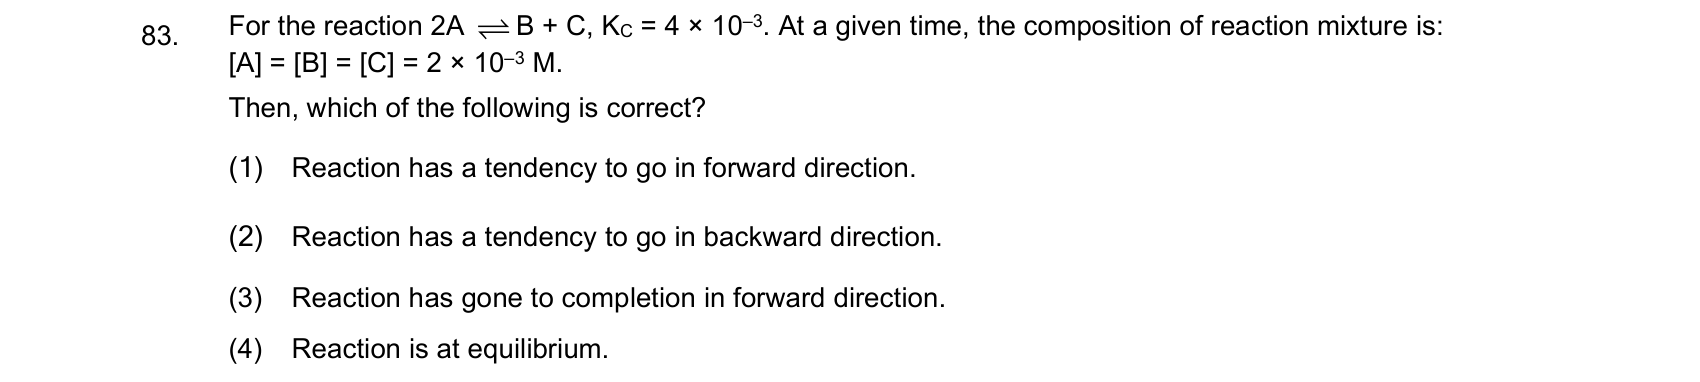 83. For the reaction 2A ⇌ B + C, K_C = 4 × 10⁻³. At a given time, the composition of reaction mixture is:
[A] = [B] = [C] = 2 × 10⁻³ M.
Then, which of the following is correct?
(1) Reaction has a tendency to go in forward direction.
(2) Reaction has a tendency to go in backward direction.
(3) Reaction has gone to completion in forward direction.
(4) Reaction is at equilibrium.